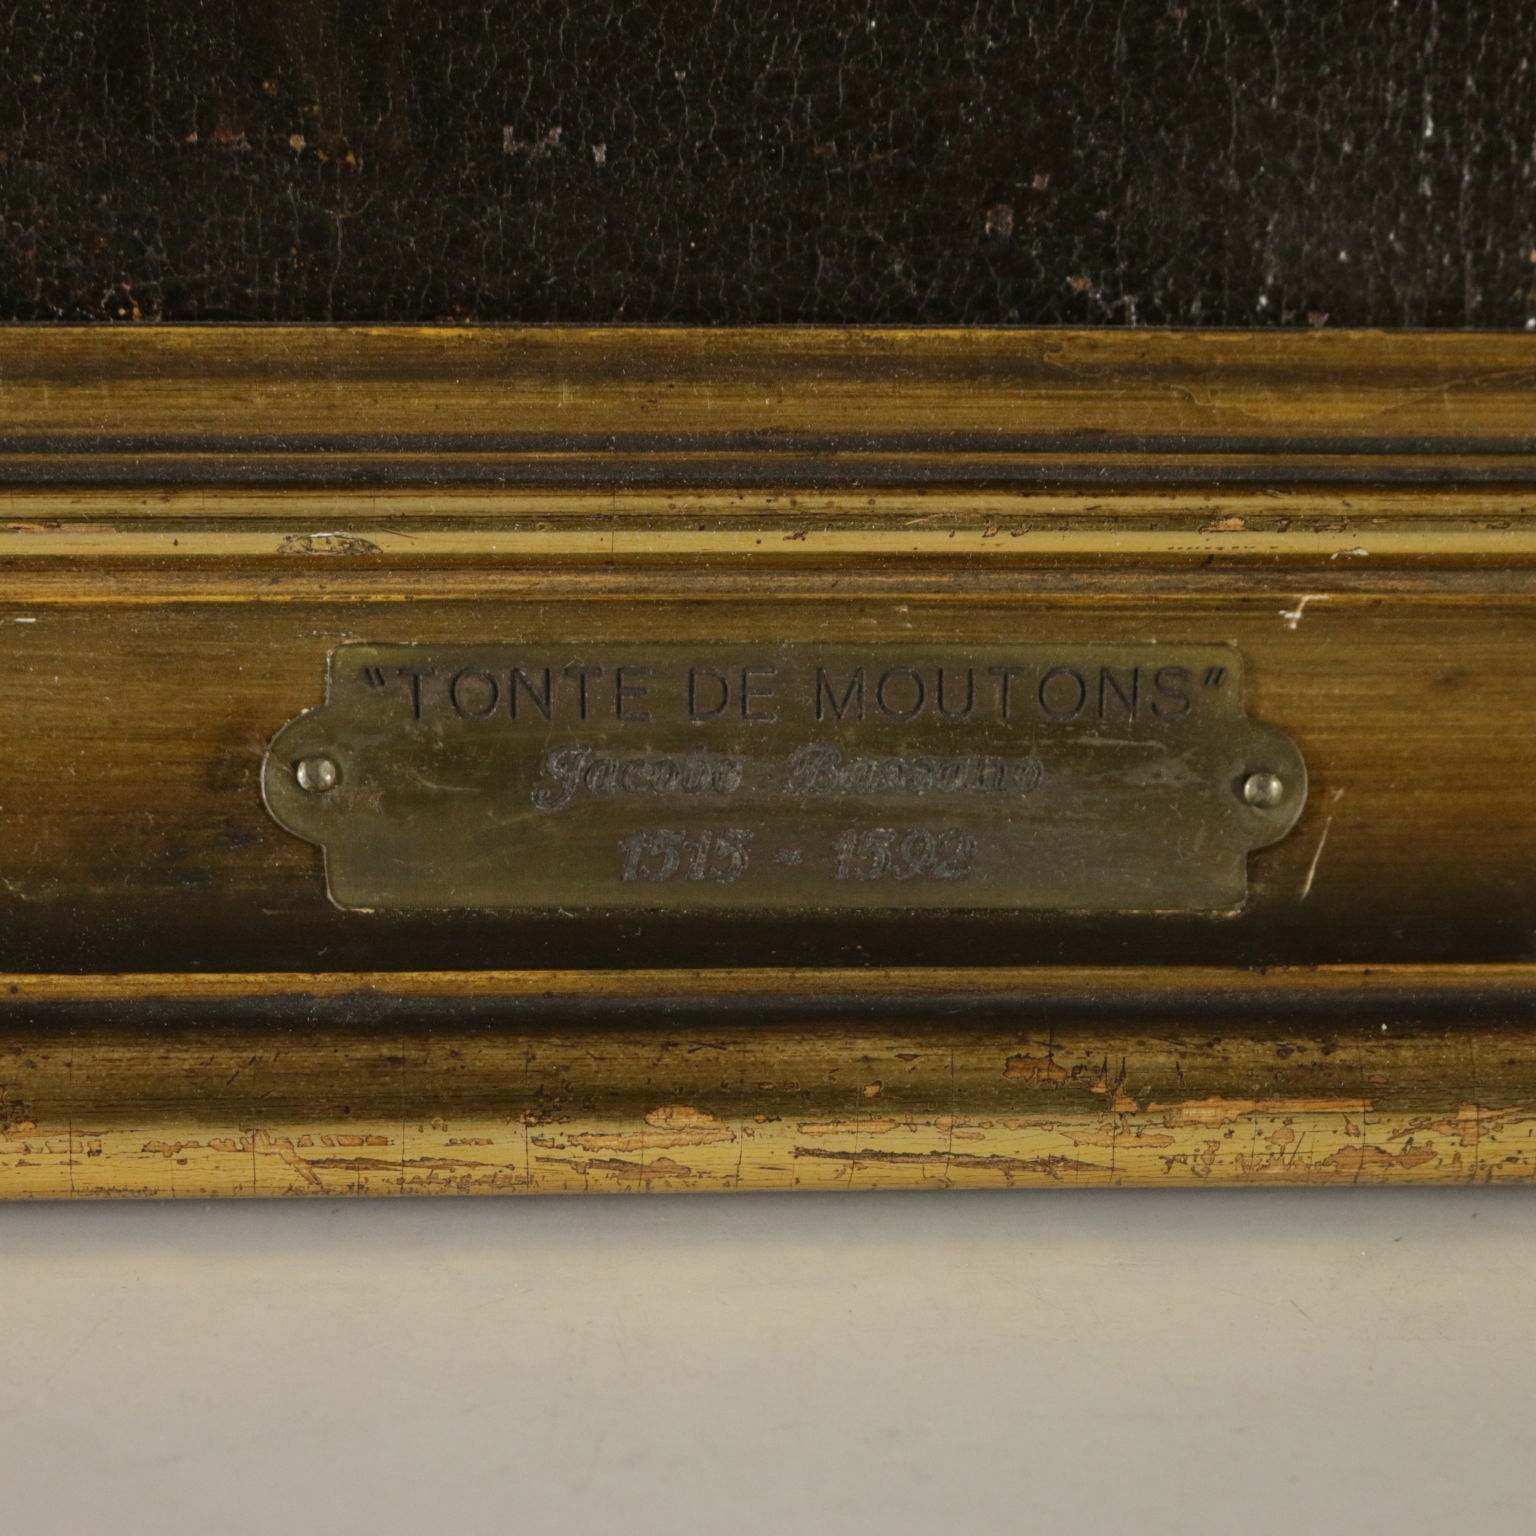 "TONTE DE MOUTONS"
Jacobo Bassano
1515 - 1592